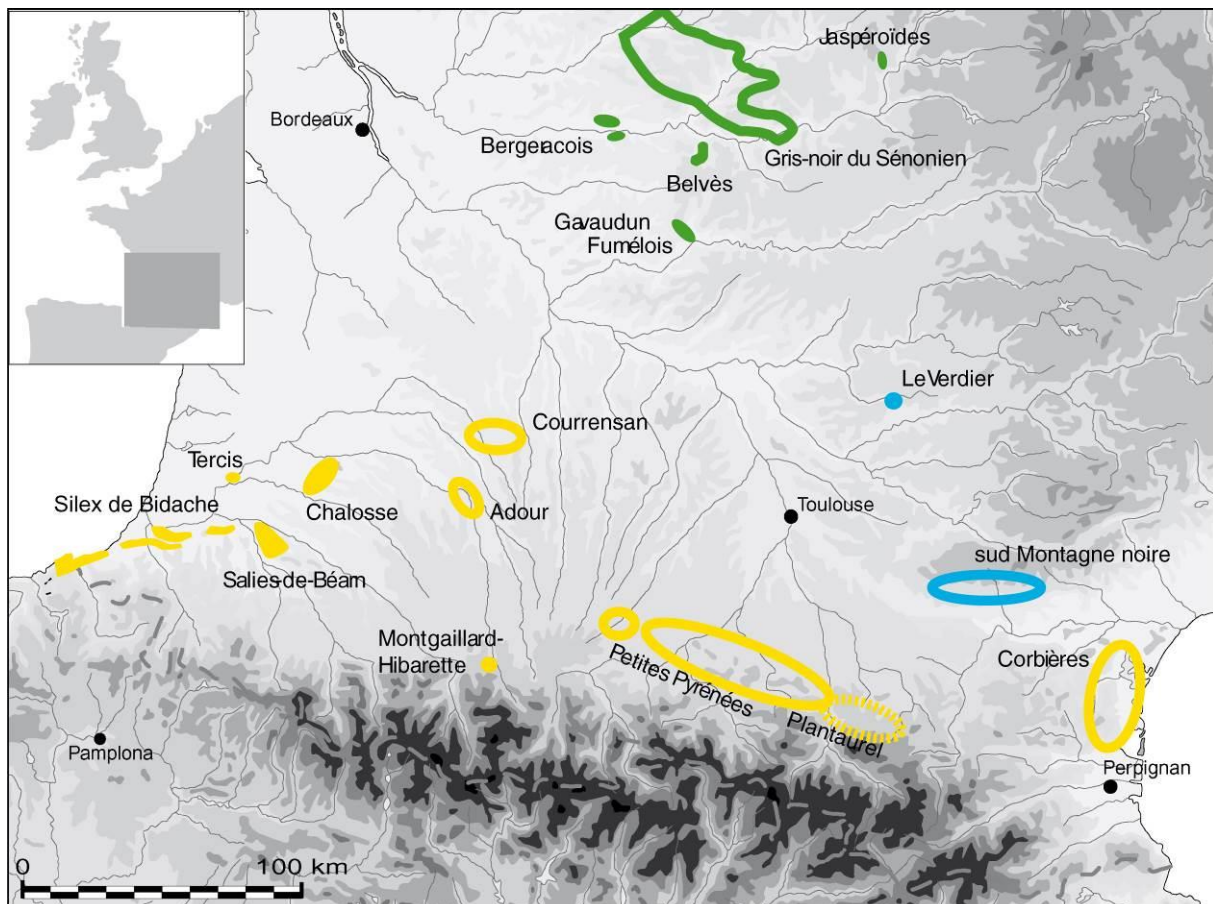 Jaspéroïdes
Bordeaux
Bergeracois
Gris-noir du Sénonien
Belvès
Gavaudun
Fumélois
Le Verdier
Courrensan
Tercis
Silex de Bidache
Chalosse
Adour
Toulouse
sud Montagne noire
Salies-de-Béarn
Montgaillard-
Hibarette
Petites Pyrénées
Corbières
Plantaurel
Pamplona
Perpignan
0 100 km